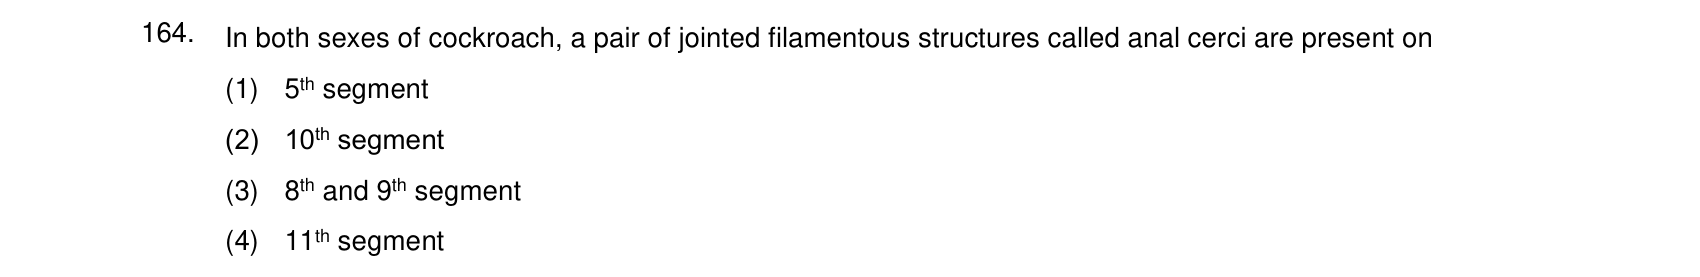 164. In both sexes of cockroach, a pair of jointed filamentous structures called anal cerci are present on
(1) 5th segment
(2) 10th segment
(3) 8th and 9th segment
(4) 11th segment